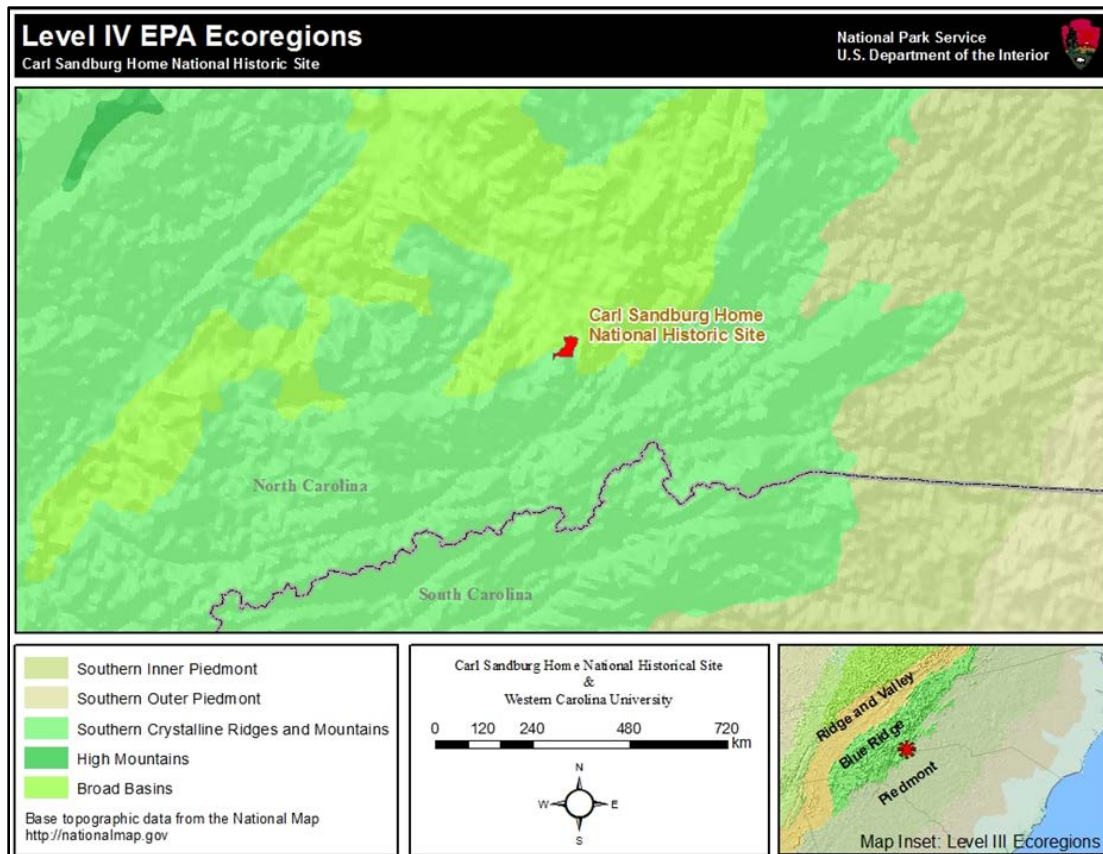 Level IV EPA Ecoregions
Carl Sandburg Home National Historic Site
National Park Service
U.S. Department of the Interior
Carl Sandburg Home
National Historic Site
North Carolina
South Carolina
Southern Inner Piedmont
Southern Outer Piedmont
Southern Crystalline Ridges and Mountains
High Mountains
Broad Basins
Base topographic data from the National Map
http://nationalmap.gov
Carl Sandburg Home National Historical Site
&
Western Carolina University
0 120 240 480 720
km
N
W E
S
Ridge and Valley
Blue Ridge
Piedmont
Map Inset: Level III Ecoregions